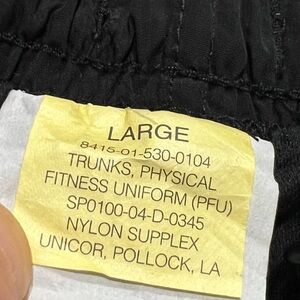 LARGE
8415-01-530-0104
TRUNKS, PHYSICAL
FITNESS UNIFORM (PFU)
SP0100-04-D-0345
NYLON SUPPLEX
UNICOR, POLLOCK, LA